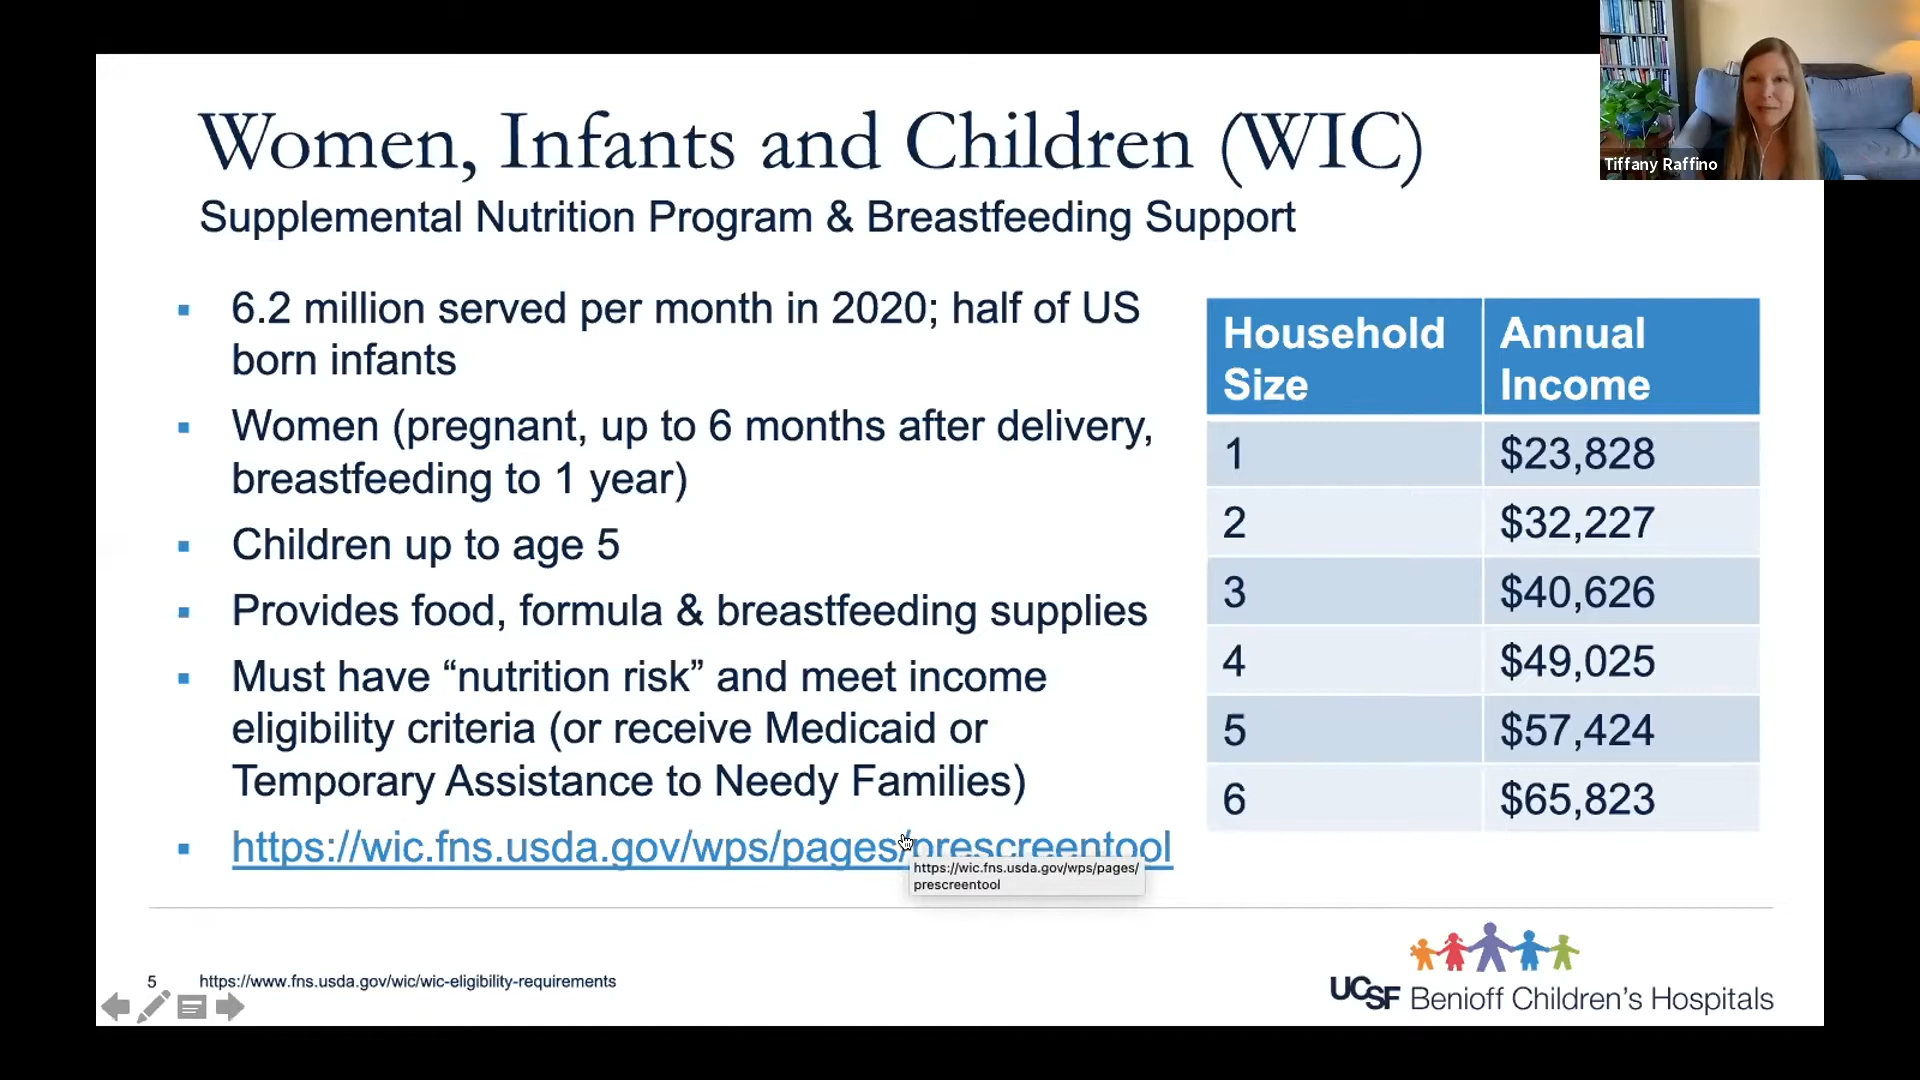 Women, Infants and Children (WIC)
Supplemental Nutrition Program & Breastfeeding Support
▪ 6.2 million served per month in 2020; half of US
born infants
▪ Women (pregnant, up to 6 months after delivery,
breastfeeding to 1 year)
▪ Children up to age 5
▪ Provides food, formula & breastfeeding supplies
▪ Must have “nutrition risk” and meet income
eligibility criteria (or receive Medicaid or
Temporary Assistance to Needy Families)
▪ https://wic.fns.usda.gov/wps/pages/prescreentool
https://wic.fns.usda.gov/wps/pages/
prescreentool
Household Size Annual Income
1 $23,828
2 $32,227
3 $40,626
4 $49,025
5 $57,424
6 $65,823
5 https://www.fns.usda.gov/wic/wic-eligibility-requirements
UCSF Benioff Children’s Hospitals
Tiffany Raffino